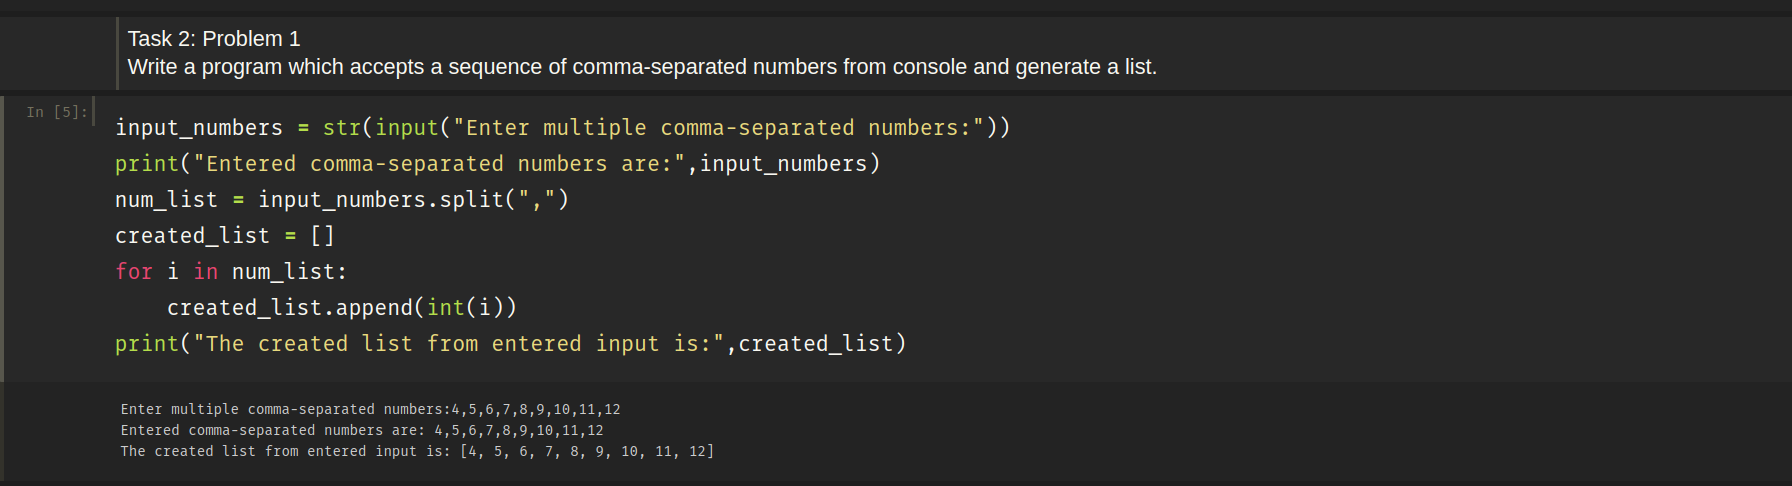 Task 2: Problem 1
Write a program which accepts a sequence of comma-separated numbers from console and generate a list.
In [5]:
input_numbers = str(input("Enter multiple comma-separated numbers:"))
print("Entered comma-separated numbers are:",input_numbers)
num_list = input_numbers.split(",")
created_list = []
for i in num_list:
    created_list.append(int(i))
print("The created list from entered input is:",created_list)
Enter multiple comma-separated numbers:4,5,6,7,8,9,10,11,12
Entered comma-separated numbers are: 4,5,6,7,8,9,10,11,12
The created list from entered input is: [4, 5, 6, 7, 8, 9, 10, 11, 12]